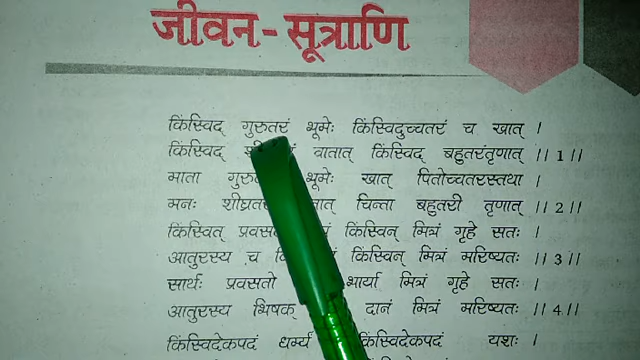 जीवन - सूत्राणि
किंस्विद् गुरुतरं भूमेः किंस्विदुच्चतरं च खात् ।
किंस्विद् वातात् किंस्विद् बहुतरंतृणात् ।। 1 ।।
माता भूमेः खात् पितोच्चतरस्तथा ।
मनः चिन्ता बहुतरी तृणात् ।। 2 ।।
किंस्वित् किंस्विन् मित्रं गृहे सतः ।
आतुरस्य च किंस्विन् मित्रं मरिष्यतः ।। 3 ।।
सार्थः प्रवसतो भार्या मित्रं गृहे सतः ।
आतुरस्य भिषक् दानं मित्रं मरिष्यतः ।। 4 ।।
किंस्विदेकपदं धर्म्यं किंस्विदेकपदं यशः ।